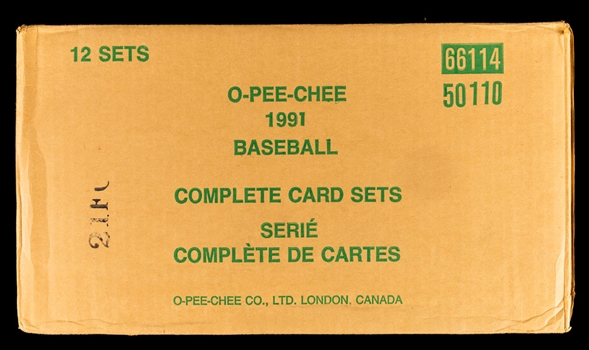 12 SETS
66114
50110
O-PEE-CHEE
1991
BASEBALL
COMPLETE CARD SETS
SERIÉ
COMPLÈTE DE CARTES
O-PEE-CHEE CO., LTD. LONDON, CANADA